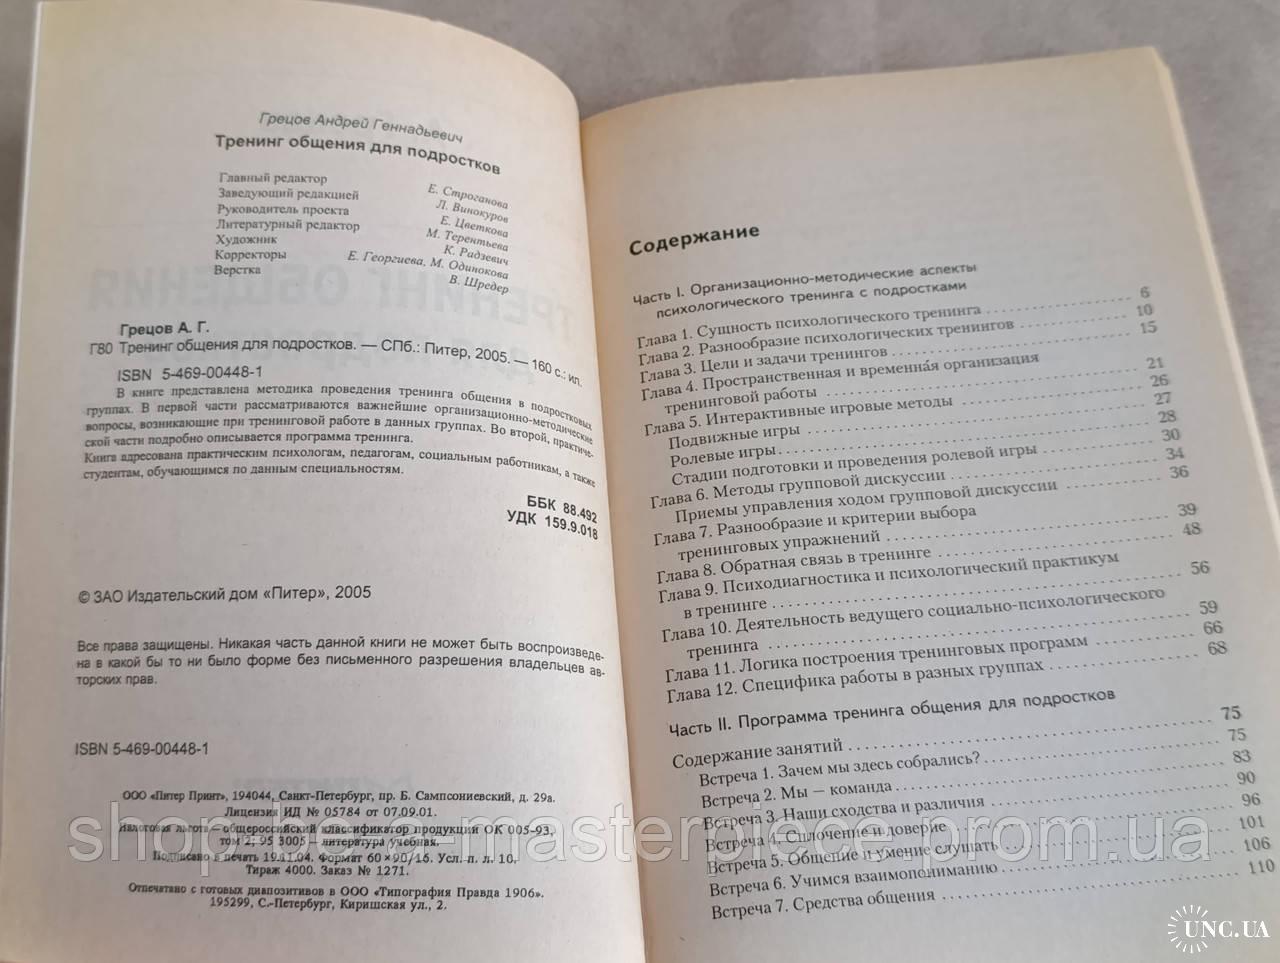 Грецов Андрей Геннадьевич
Тренинг общения для подростков
Главный редактор Е. Строганова
Заведующий редакцией Л. Винокуров
Руководитель проекта Е. Цветкова
Литературный редактор М. Терентьева
Художник К. Радзевич
Корректоры Е. Георгиева, М. Одинокова
Верстка В. Шредер
Грецов А. Г.
Г80 Тренинг общения для подростков. — СПб.: Питер, 2005. — 160 с.: ил.
ISBN 5-469-00448-1
В книге представлена методика проведения тренинга общения в подростковых
группах. В первой части рассматриваются важнейшие организационно-методические
вопросы, возникающие при тренинговой работе в данных группах. Во второй, практиче-
ской части подробно описывается программа тренинга.
Книга адресована практическим психологам, педагогам, социальным работникам, а также
студентам, обучающимся по данным специальностям.
ББК 88.492
УДК 159.9.018
© ЗАО Издательский дом «Питер», 2005
Все права защищены. Никакая часть данной книги не может быть воспроизведе-
на в какой бы то ни было форме без письменного разрешения владельцев ав-
торских прав.
ISBN 5-469-00448-1
ООО «Питер Принт», 194044, Санкт-Петербург, пр. Б. Сампсониевский, д. 29а.
Лицензия ИД № 05784 от 07.09.01.
Налоговая льгота – общероссийский классификатор продукции ОК 005-93,
том 2; 95 3005 – литература учебная.
Подписано в печать 19.11.04. Формат 60×90/16. Усл. п. л. 10.
Тираж 4000. Заказ № 1271.
Отпечатано с готовых диапозитивов в ООО «Типография Правда 1906».
195299, С.-Петербург, Киришская ул., 2.
Содержание
Часть I. Организационно-методические аспекты
психологического тренинга с подростками
Глава 1. Сущность психологического тренинга 6
Глава 2. Разнообразие психологических тренингов 10
Глава 3. Цели и задачи тренингов 15
Глава 4. Пространственная и временная организация
тренинговой работы 21
Глава 5. Интерактивные игровые методы 26
Подвижные игры 27
Ролевые игры 28
Стадии подготовки и проведения ролевой игры 30
Глава 6. Методы групповой дискуссии 34
Приемы управления ходом групповой дискуссии 36
Глава 7. Разнообразие и критерии выбора
тренинговых упражнений 39
Глава 8. Обратная связь в тренинге 48
Глава 9. Психодиагностика и психологический практикум
в тренинге 56
Глава 10. Деятельность ведущего социально-психологического
тренинга 59
Глава 11. Логика построения тренинговых программ 66
Глава 12. Специфика работы в разных группах 68
Часть II. Программа тренинга общения для подростков
Содержание занятий 75
Встреча 1. Зачем мы здесь собрались? 75
Встреча 2. Мы — команда 83
Встреча 3. Наши сходства и различия 90
Встреча 4. Сплочение и доверие 96
Встреча 5. Общение и умение слушать 101
Встреча 6. Учимся взаимопониманию 106
Встреча 7. Средства общения 110
shop-best-masterpiece.prom.ua
UNC.UA